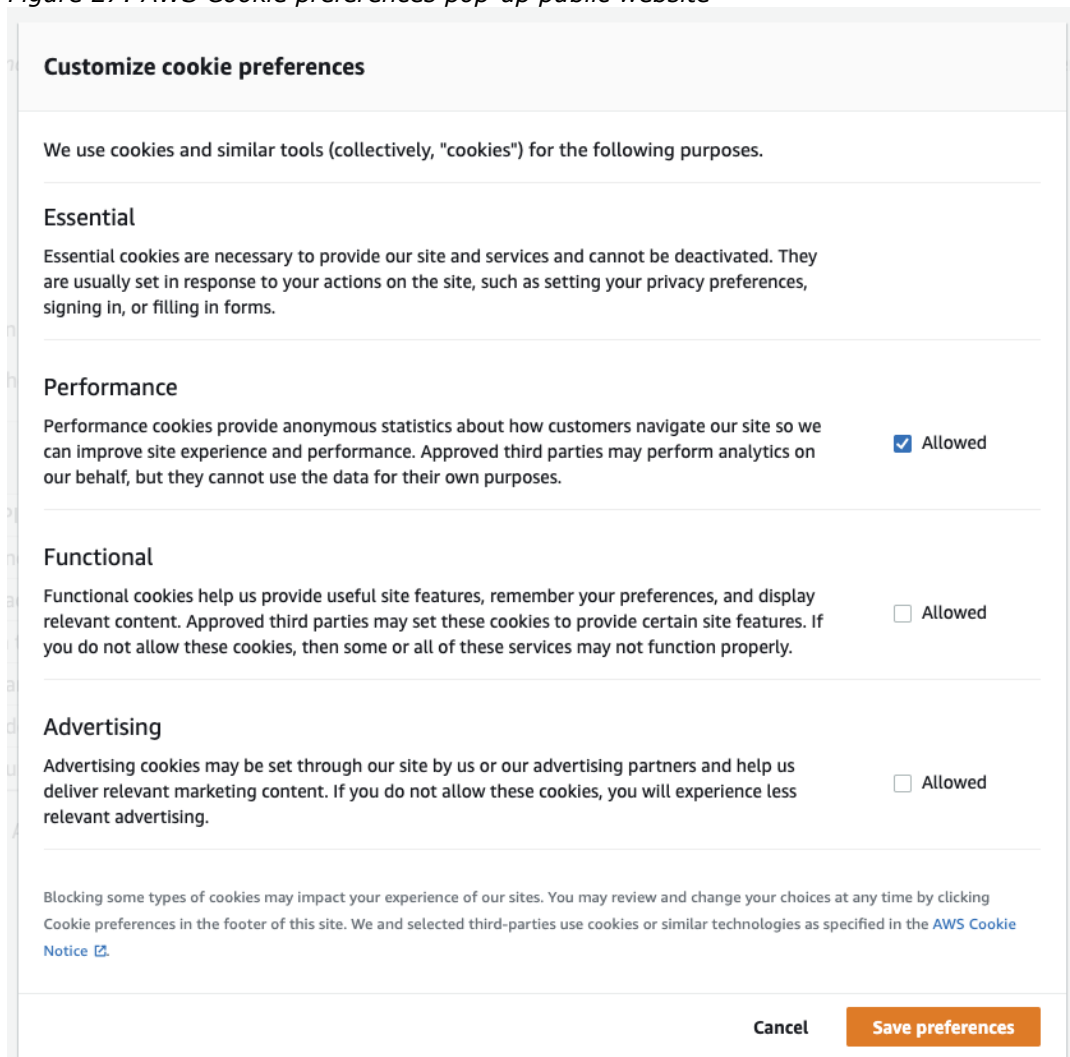 Figure 27: AWS Cookie preferences pop-up public website
Customize cookie preferences
We use cookies and similar tools (collectively, "cookies") for the following purposes.
Essential
Essential cookies are necessary to provide our site and services and cannot be deactivated. They
are usually set in response to your actions on the site, such as setting your privacy preferences,
signing in, or filling in forms.
Performance
Performance cookies provide anonymous statistics about how customers navigate our site so we
can improve site experience and performance. Approved third parties may perform analytics on
our behalf, but they cannot use the data for their own purposes.
Allowed
Functional
Functional cookies help us provide useful site features, remember your preferences, and display
relevant content. Approved third parties may set these cookies to provide certain site features. If
you do not allow these cookies, then some or all of these services may not function properly.
Allowed
Advertising
Advertising cookies may be set through our site by us or our advertising partners and help us
deliver relevant marketing content. If you do not allow these cookies, you will experience less
relevant advertising.
Allowed
Blocking some types of cookies may impact your experience of our sites. You may review and change your choices at any time by clicking
Cookie preferences in the footer of this site. We and selected third-parties use cookies or similar technologies as specified in the AWS Cookie
Notice.
Cancel
Save preferences